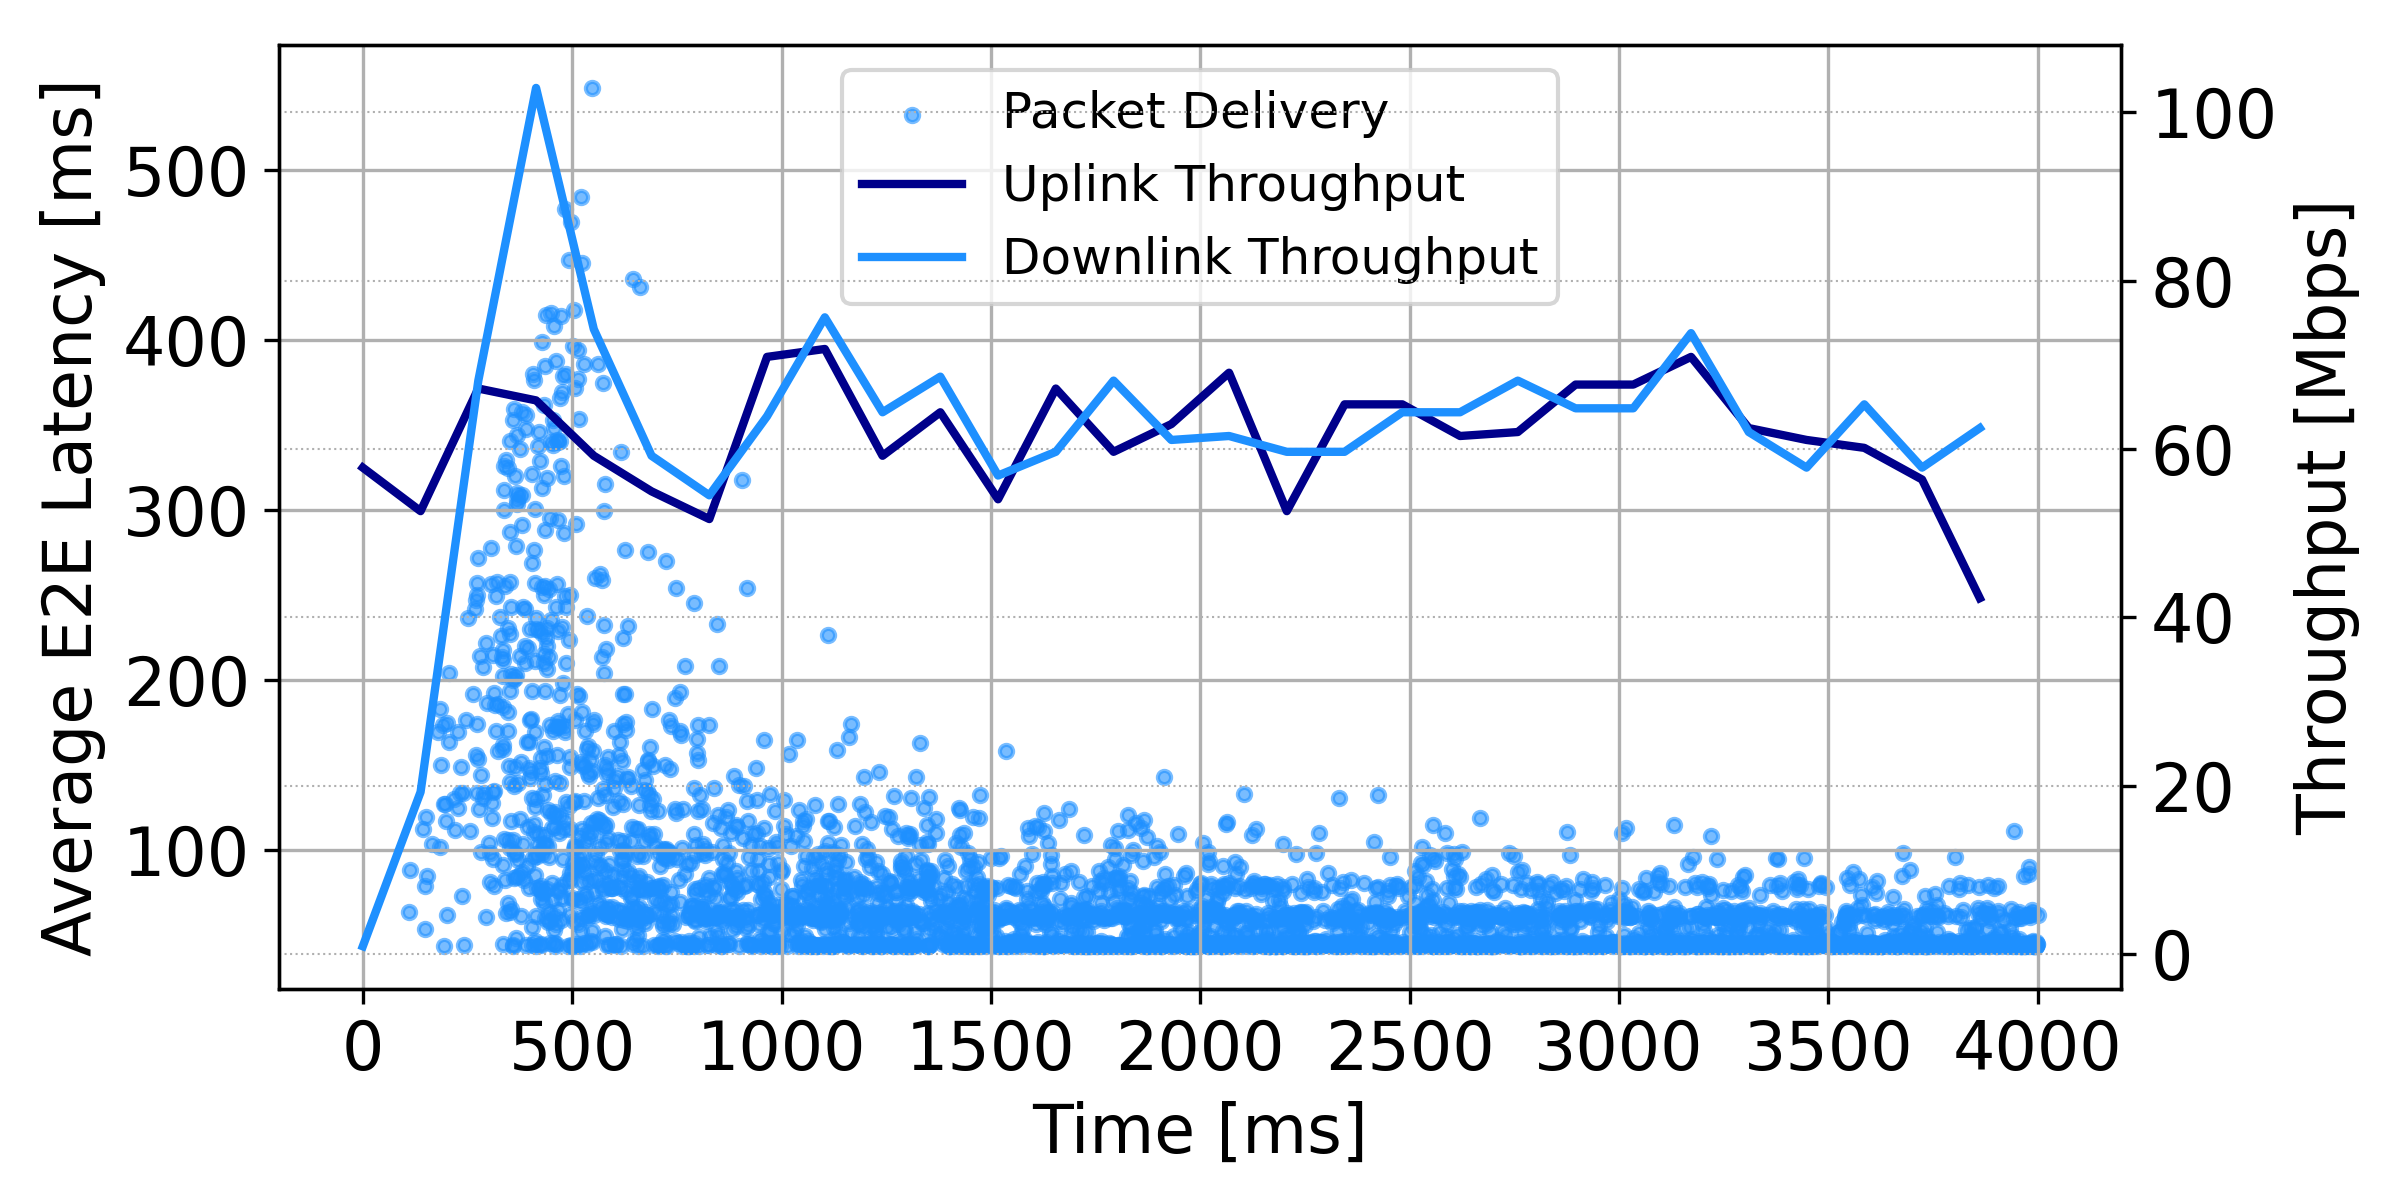 Average E2E Latency [ms]
500
400
300
200
100
Packet Delivery
Uplink Throughput
Downlink Throughput
100
80
60
40
20
0
Throughput [Mbps]
0 500 1000 1500 2000 2500 3000 3500 4000
Time [ms]